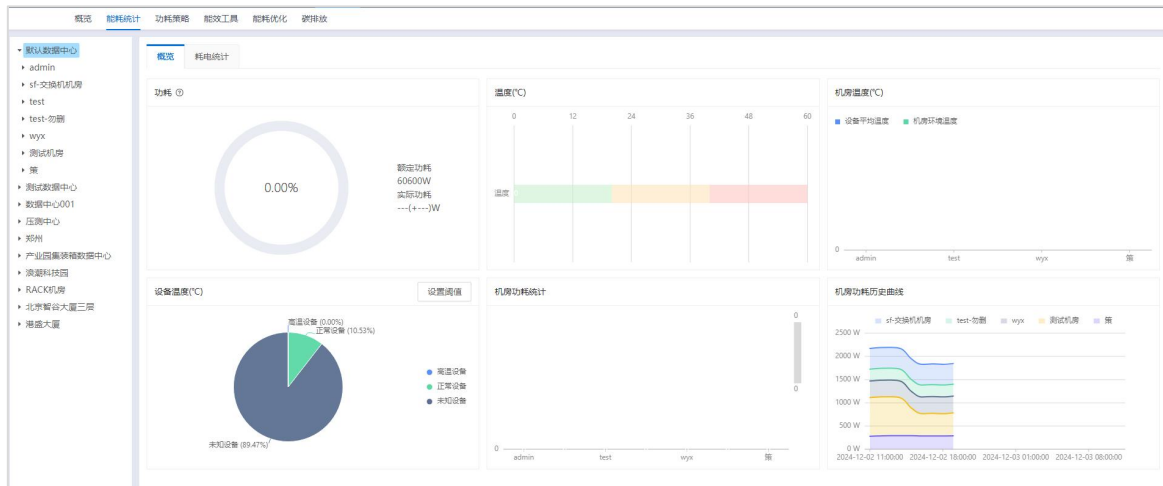 概览 能耗统计 功耗策略 能效工具 能耗优化 碳排放
默认数据中心
admin
sf-交换机机房
test
test-勿删
wyx
测试机房
策
测试数据中心
数据中心001
压测中心
郑州
产业园集装箱数据中心
浪潮科技园
RACK机房
北京智谷大厦三层
港盛大厦
概览 耗电统计
功耗
0.00%
额定功耗
60600W
实际功耗
---(+---)W
温度(℃)
0 12 24 36 48 60
温度
机房温度(℃)
设备平均温度 机房环境温度
0
admin test wyx 策
设备温度(℃) 设置阈值
高温设备 (0.00%)
正常设备 (10.53%)
未知设备 (89.47%)
高温设备
正常设备
未知设备
机房功耗统计
0
0
0
admin test wyx 策
机房功耗历史曲线
sf-交换机机房 test-勿删 wyx 测试机房 策
2500 W
2000 W
1500 W
1000 W
500 W
0 W
2024-12-02 11:00:00 2024-12-02 18:00:00 2024-12-03 01:00:00 2024-12-03 08:00:00